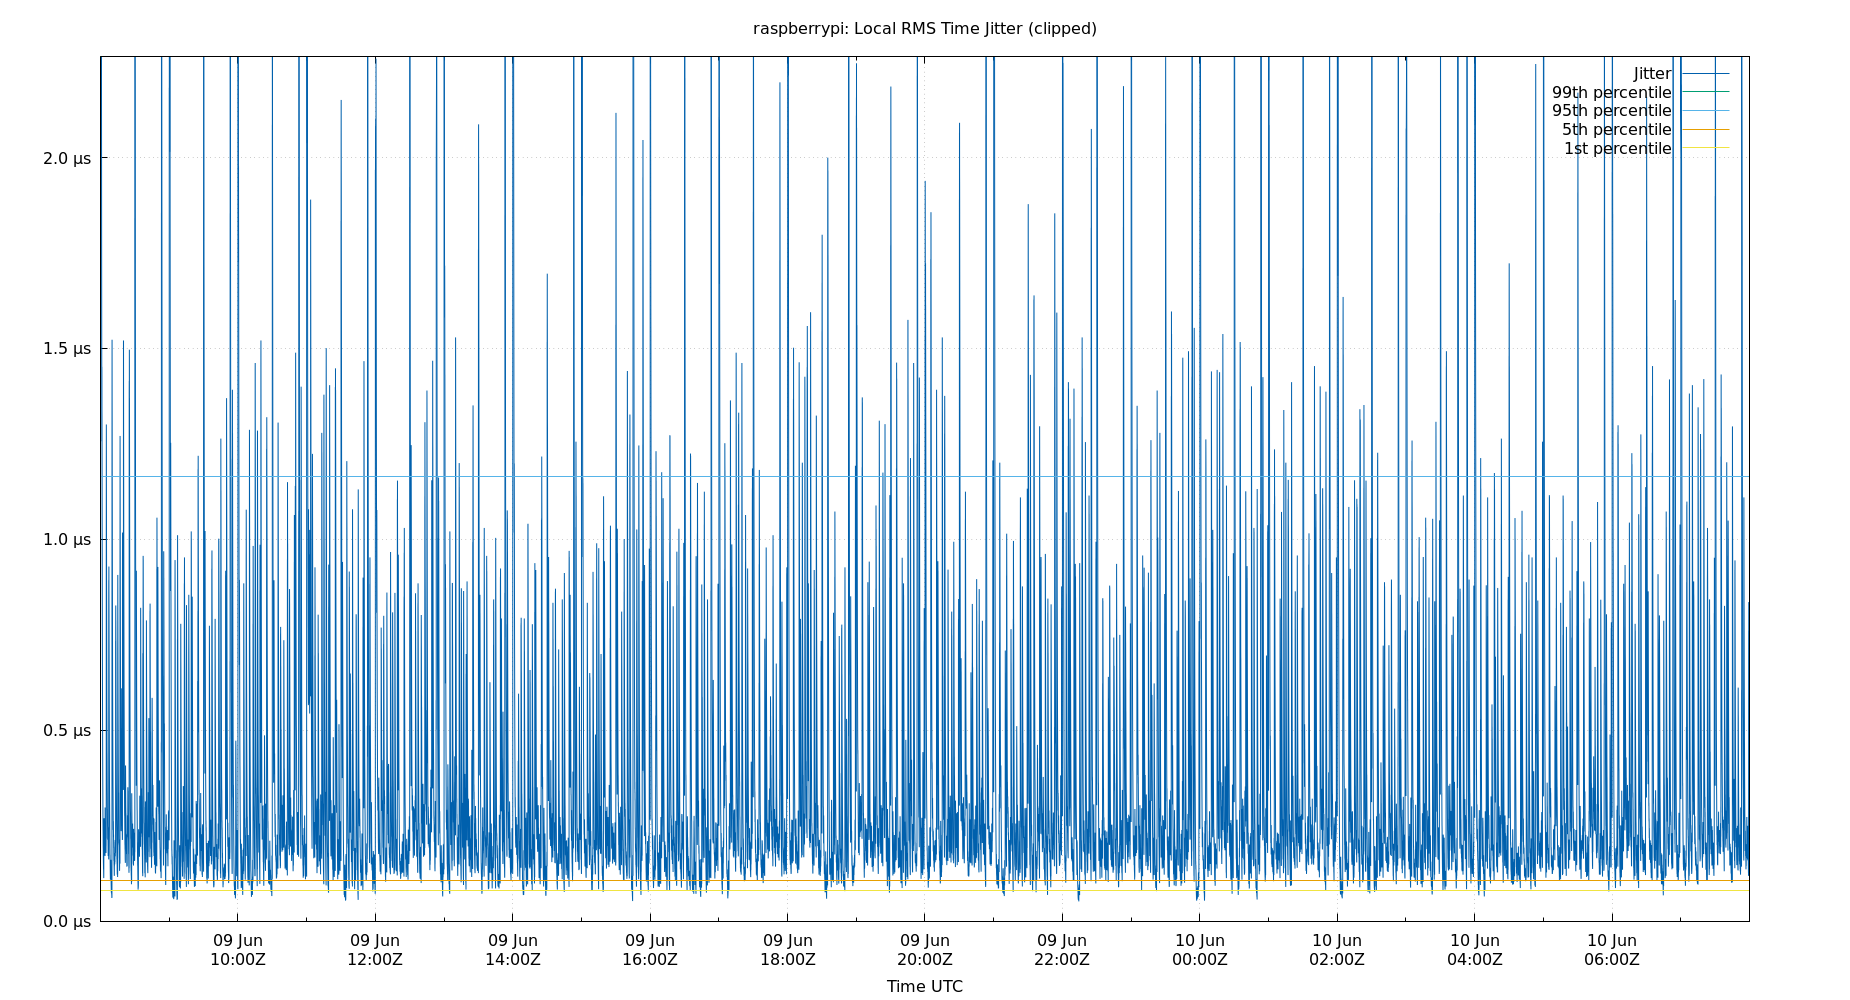 raspberrypi: Local RMS Time Jitter (clipped)
Jitter
99th percentile
95th percentile
5th percentile
1st percentile
2.0 μs
1.5 μs
1.0 μs
0.5 μs
0.0 μs
09 Jun 09 Jun 09 Jun 09 Jun 09 Jun 09 Jun 09 Jun 10 Jun 10 Jun 10 Jun 10 Jun
10:00Z 12:00Z 14:00Z 16:00Z 18:00Z 20:00Z 22:00Z 00:00Z 02:00Z 04:00Z 06:00Z
Time UTC